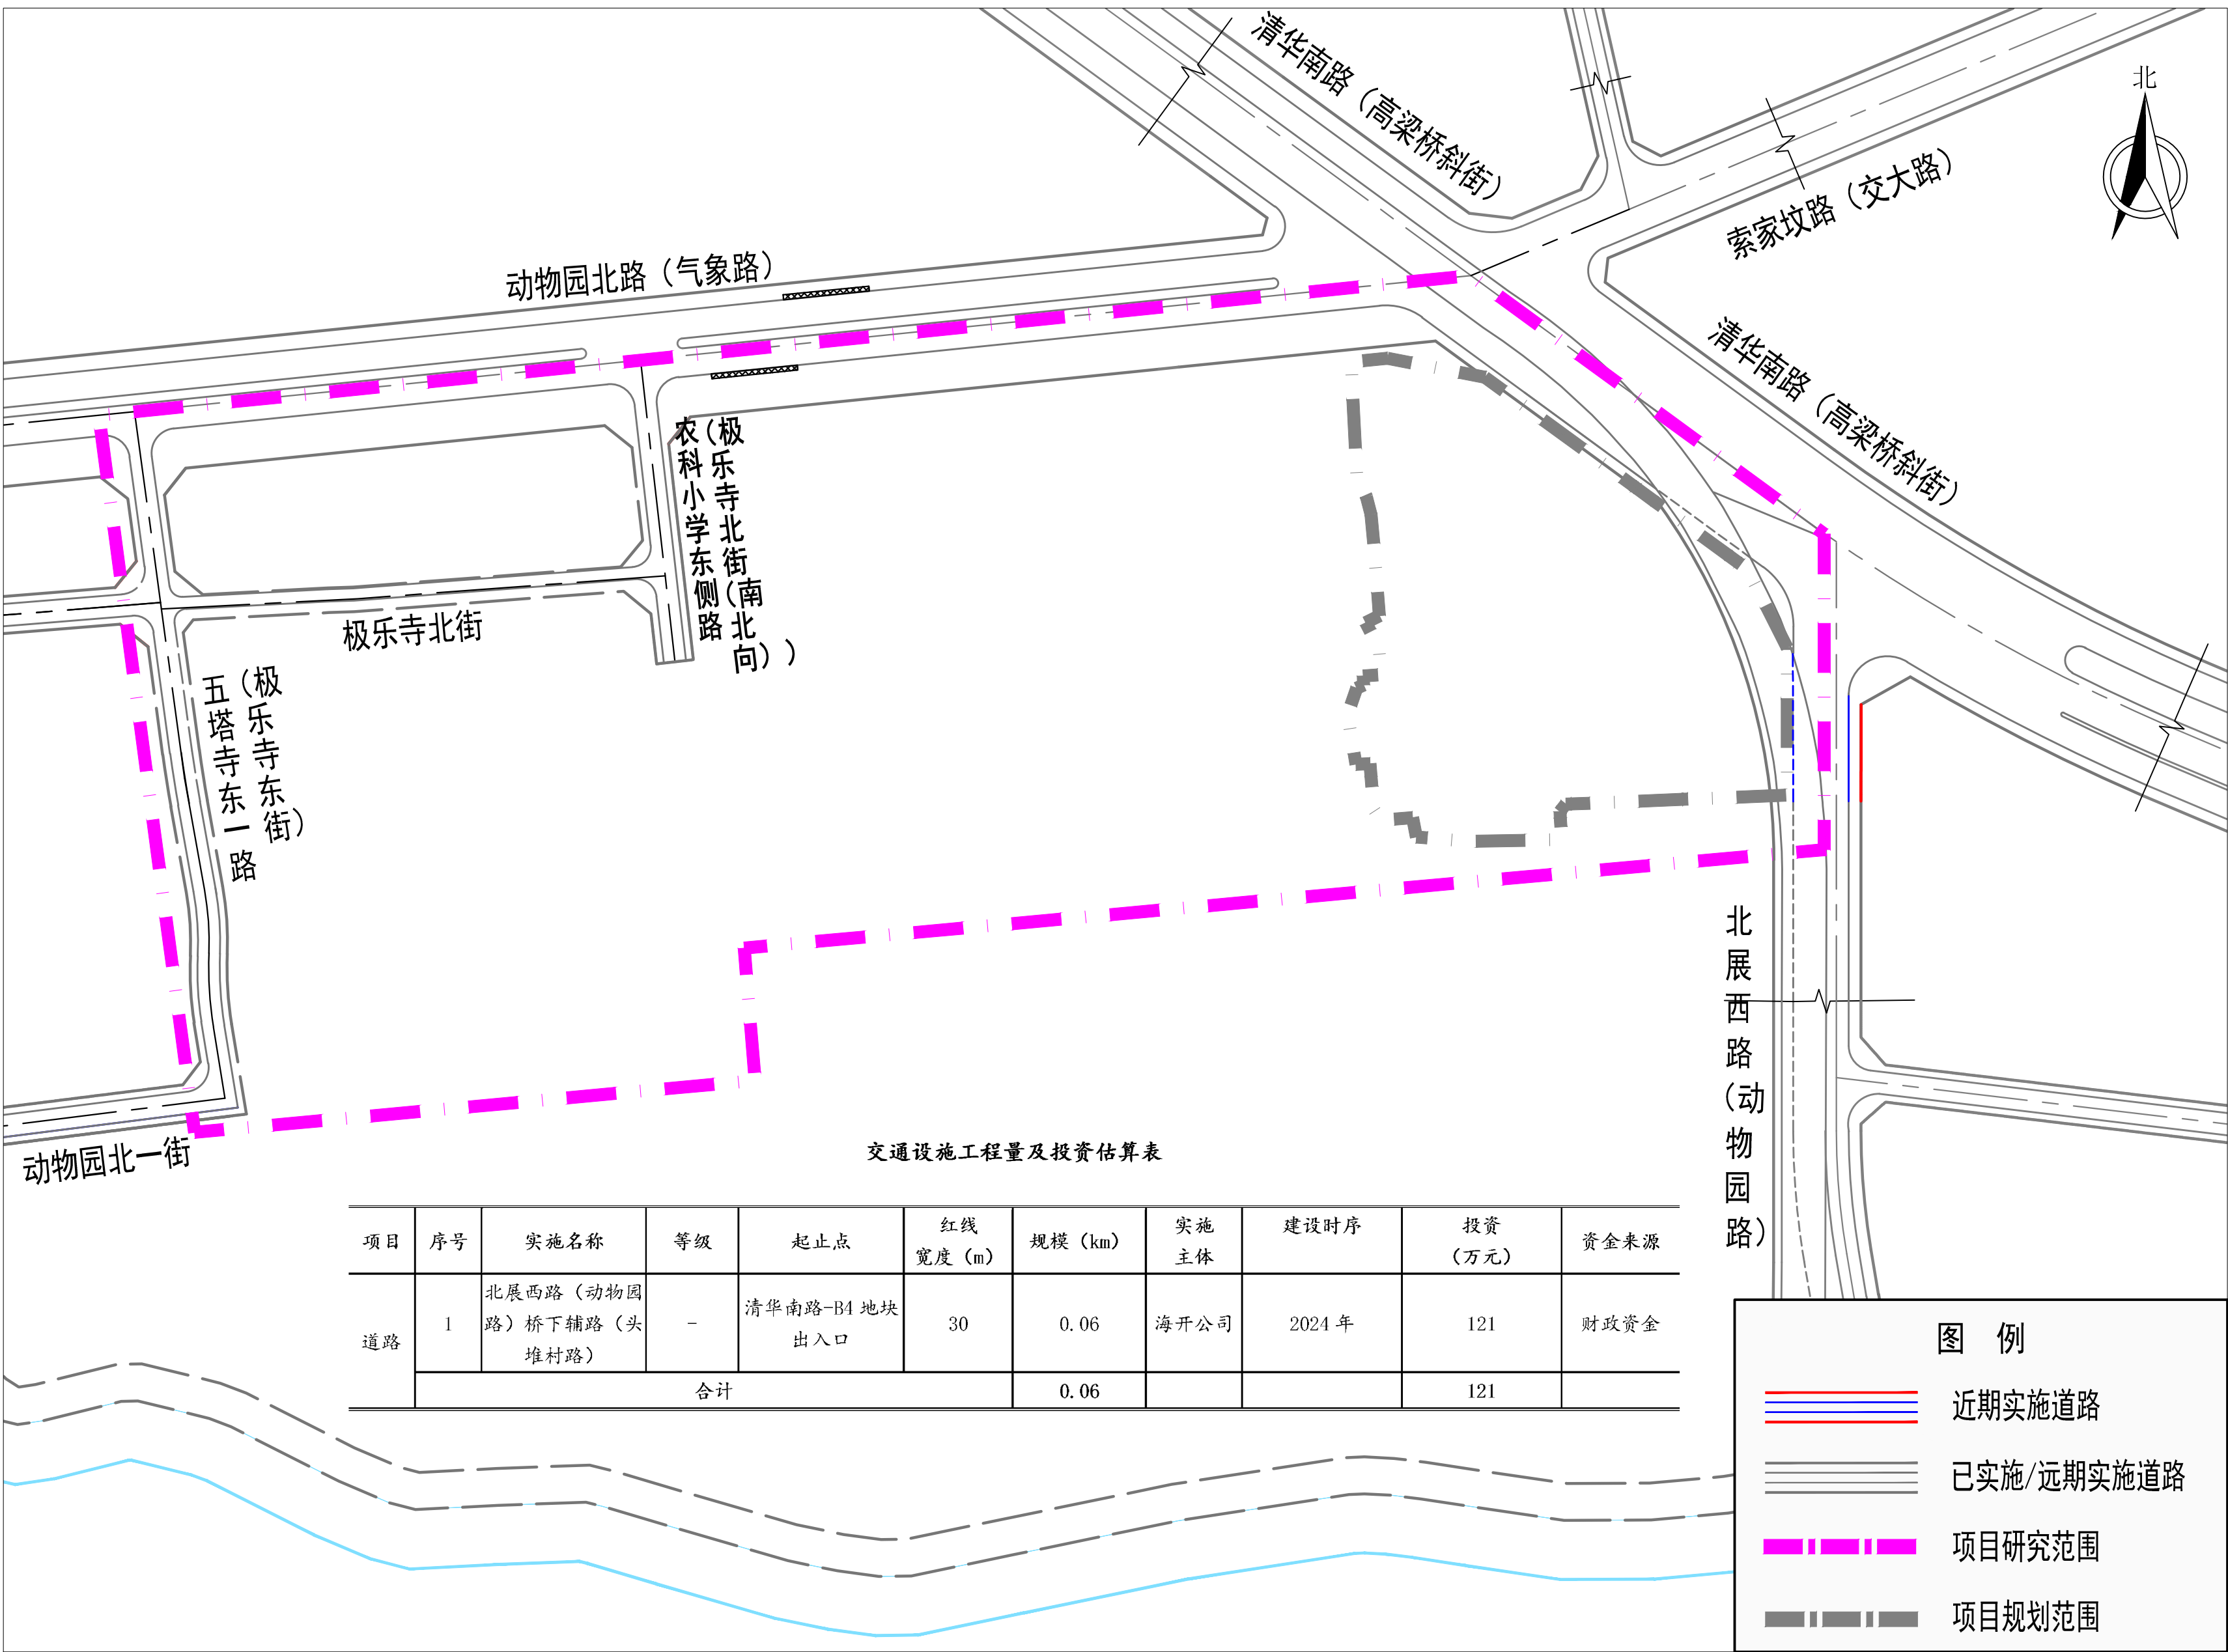 清华南路（高梁桥斜街）
北
索家坟路（交大路）
动物园北路（气象路）
清华南路（高梁桥斜街）
农科小学东侧路
（极乐寺北街（南北向））
极乐寺北街
五塔寺东一路
（极乐寺东街）
北展西路（动物园路）
动物园北一街
交通设施工程量及投资估算表
项目 序号 实施名称 等级 起止点 红线宽度（m） 规模（km） 实施主体 建设时序 投资（万元） 资金来源
道路 1 北展西路（动物园路）桥下辅路（头堆村路） - 清华南路-B4 地块出入口 30 0.06 海开公司 2024 年 121 财政资金
合计 0.06 121
图 例
近期实施道路
已实施/远期实施道路
项目研究范围
项目规划范围